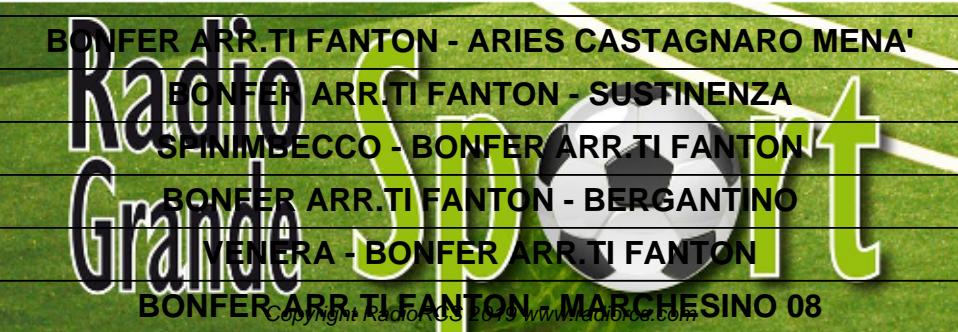 BONFER ARR.TI FANTON - ARIES CASTAGNARO MENA'
Radio
BONFER ARR.TI FANTON - SUSTINENZA
Sport
SPINIMBECCO - BONFER ARR.TI FANTON
Grande
BONFER ARR.TI FANTON - BERGANTINO
VENERA - BONFER ARR.TI FANTON
BONFER ARR.TI FANTON - MARCHESINO 08
Copyright RadioRCS 2019 www.radiorcs.com